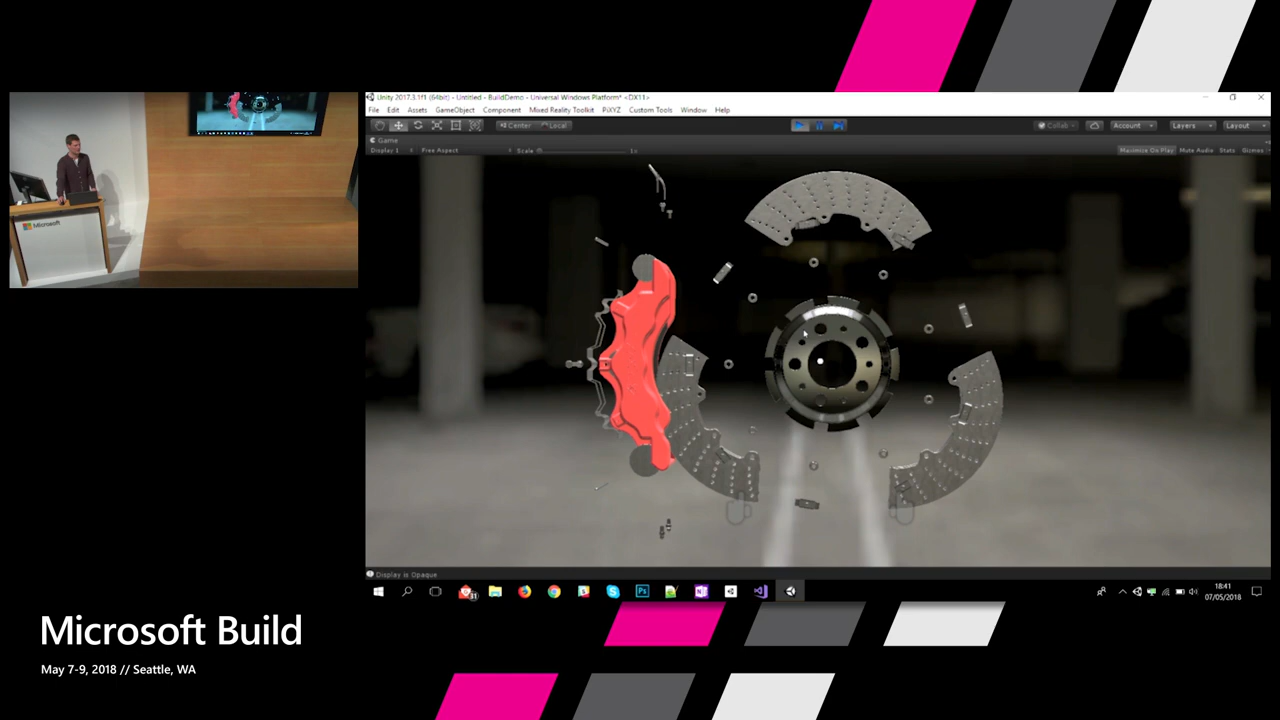 Unity 2017.3.1f1 (64bit) - Untitled - BuildDemo - Universal Windows Platform* <DX11>
File Edit Assets GameObject Component Mixed Reality Toolkit PiXYZ Custom Tools Window Help
Center Local Collab Account Layers Layout
Game
Display 1 Free Aspect Scale 1x Maximize On Play Mute Audio Stats Gizmos
Microsoft
Display is Opaque
18:41
07/05/2018
Microsoft Build
May 7-9, 2018 // Seattle, WA